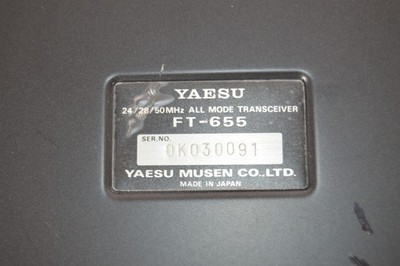 YAESU
24/28/50MHz ALL MODE TRANSCEIVER
FT-655
SER.NO.
0K030091
YAESU MUSEN CO.,LTD.
MADE IN JAPAN